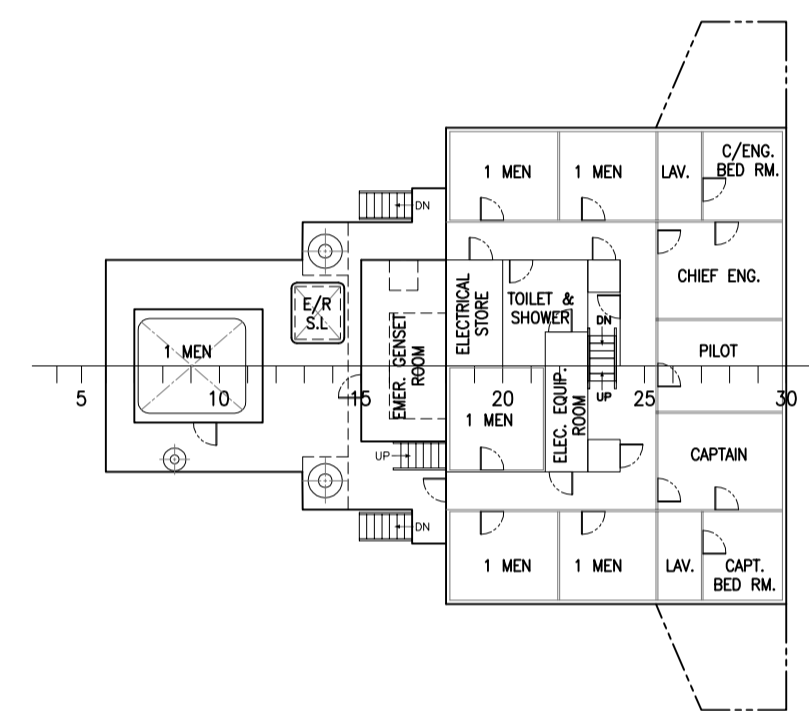 C/ENG.
BED RM.
1 MEN
1 MEN
LAV.
DN
CHIEF ENG.
E/R
S.L
ELECTRICAL
STORE
TOILET &
SHOWER
DN
1 MEN
EMER. GENSET
ROOM
PILOT
5
10
15
20
25
30
UP
1 MEN
ELEC. EQUIP.
ROOM
UP
CAPTAIN
DN
1 MEN
1 MEN
LAV.
CAPT.
BED RM.